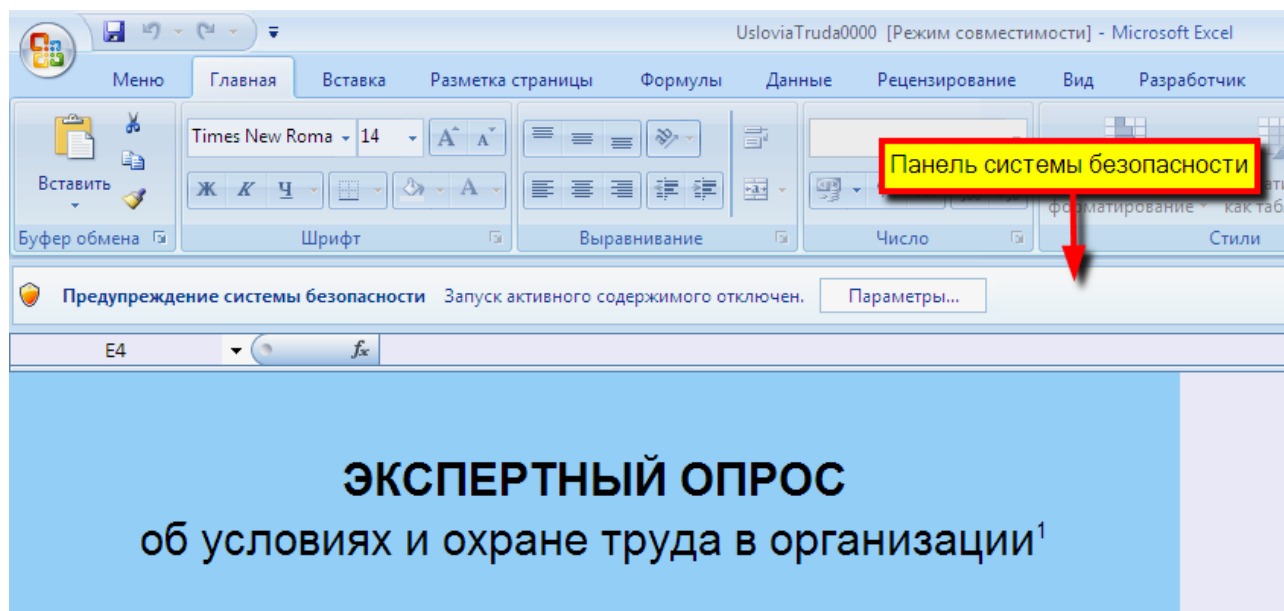 UsloviaTruda0000 [Режим совместимости] - Microsoft Excel
Меню Главная Вставка Разметка страницы Формулы Данные Рецензирование Вид Разработчик
Times New Roma 14
Панель системы безопасности
Вставить
Ж К Ч A
форматирование
Буфер обмена Шрифт Выравнивание Число Стили
Предупреждение системы безопасности Запуск активного содержимого отключен. Параметры...
E4 fx
ЭКСПЕРТНЫЙ ОПРОС
об условиях и охране труда в организации¹